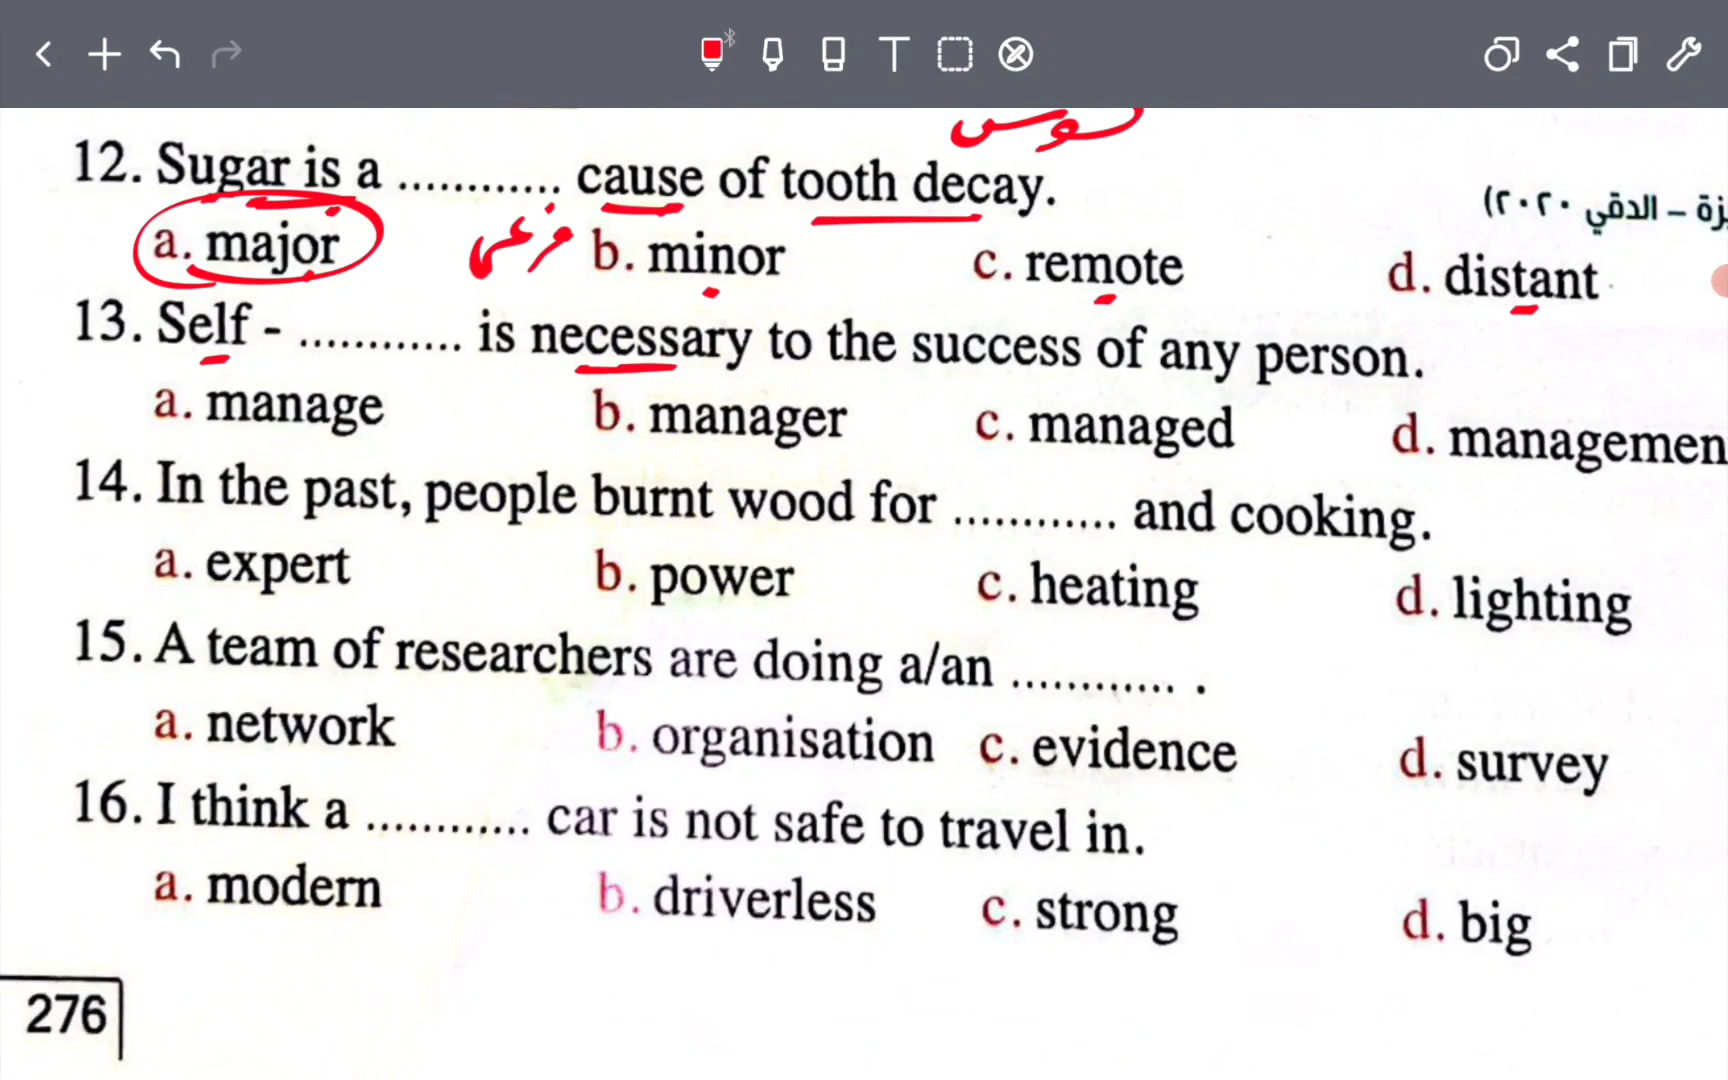 سوس
12. Sugar is a ............ cause of tooth decay.
زة – الدقي ٢٠٢٠)
a. major فرعي b. minor c. remote d. distant
13. Self - ............ is necessary to the success of any person.
a. manage b. manager c. managed d. managemen
14. In the past, people burnt wood for ............ and cooking.
a. expert b. power c. heating d. lighting
15. A team of researchers are doing a/an ............ .
a. network b. organisation c. evidence d. survey
16. I think a ............ car is not safe to travel in.
a. modern b. driverless c. strong d. big
276